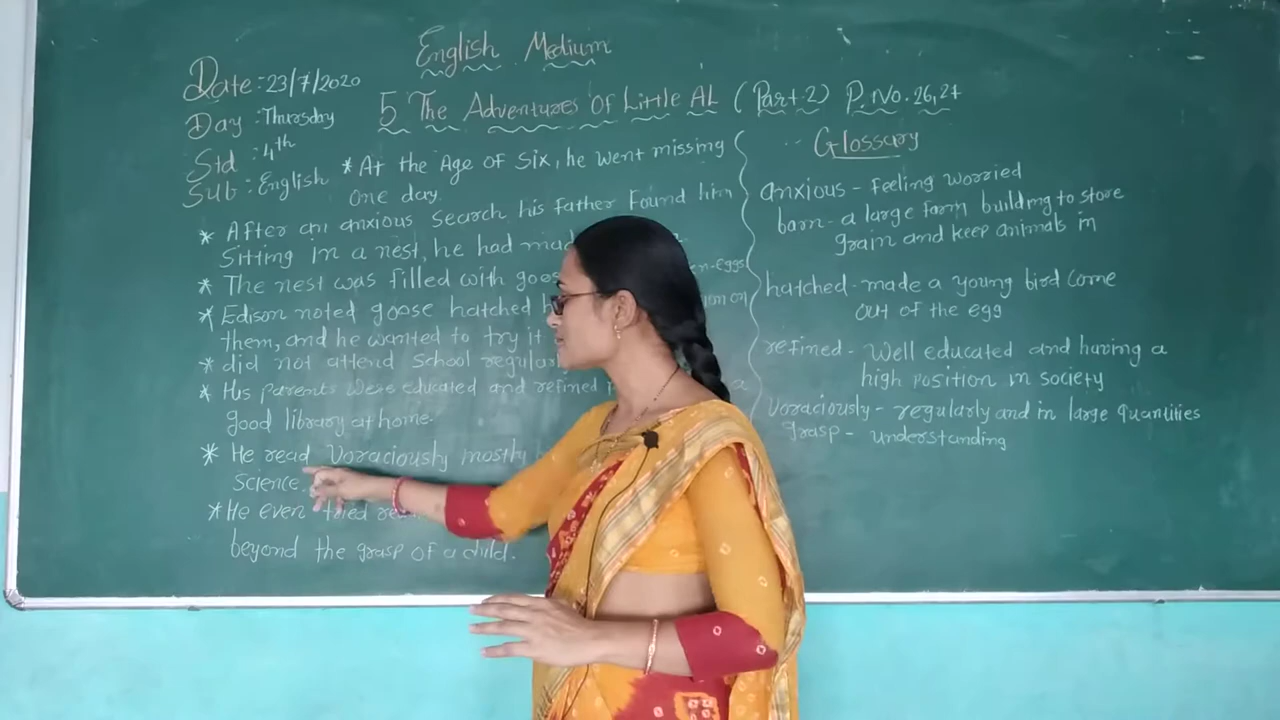 English Medium
Date : 23/7/2020
Day : Thursday
Std : 4th
Sub : English
5 The Adventures Of Little AL (Part-2) P. No. 26,27
* At the Age of six, he went missing
one day.
* After an anxious search his father Found him
Sitting in a nest, he had made
* The nest was filled with goose -eggs
* Edison noted goose hatched on
them, and he wanted to try it
* did not attend School
* His parents were educated and refined a
good library at home.
* He read Voraciously mostly
science.
* He even tried
beyond the grasp of a child.
Glossary
anxious - feeling worried
barn - a large farm building to store
grain and keep animals in
hatched - made a young bird come
out of the egg
refined - Well educated and having a
high position in society
Voraciously - regularly and in large quantities
grasp - understanding